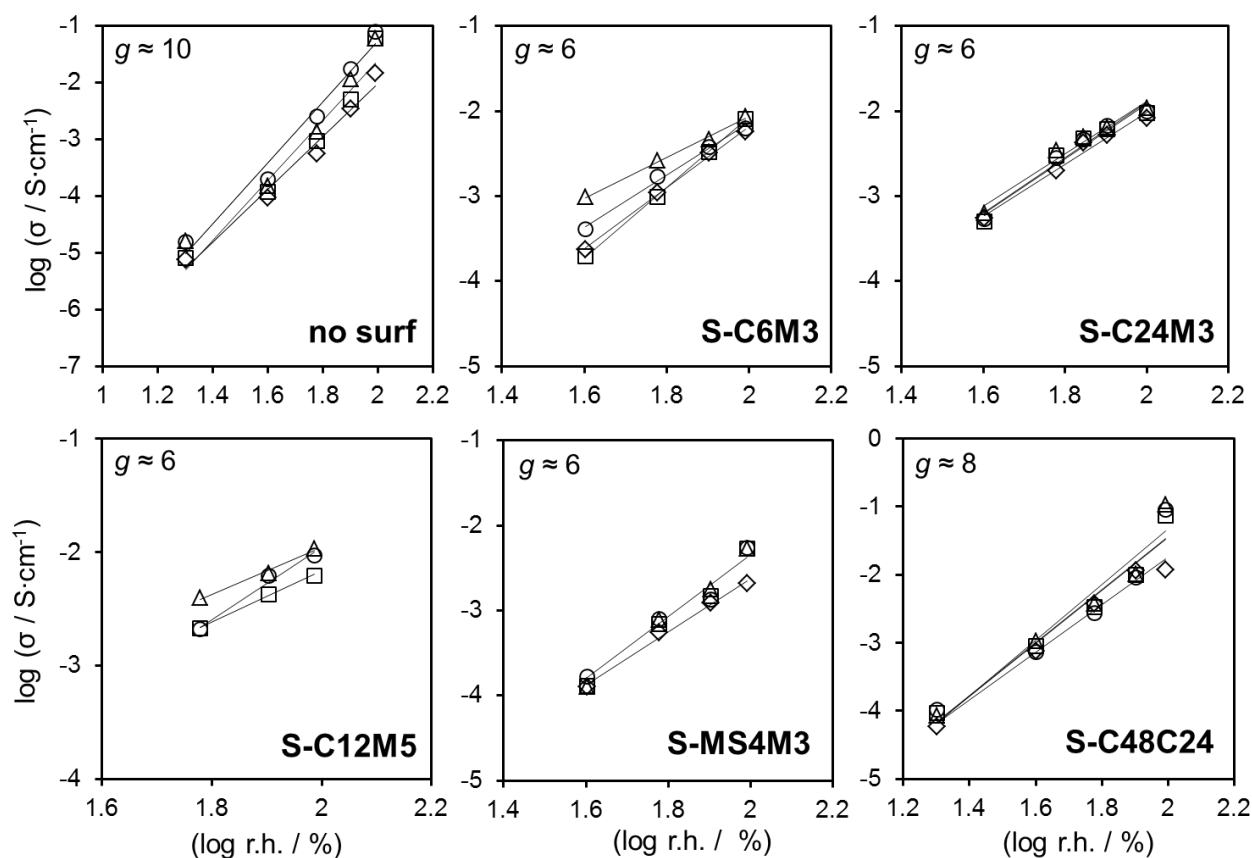 log (σ / S·cm⁻¹)
-1
-2
-3
-4
-5
-6
-7
g ≈ 10
no surf
1 1.2 1.4 1.6 1.8 2 2.2
-1
-2
-3
-4
-5
g ≈ 6
S-C6M3
1.4 1.6 1.8 2 2.2
-1
-2
-3
-4
-5
g ≈ 6
S-C24M3
1.4 1.6 1.8 2 2.2
log (σ / S·cm⁻¹)
-1
-2
-3
-4
g ≈ 6
S-C12M5
1.6 1.8 2 2.2
(log r.h. / %)
-1
-2
-3
-4
-5
g ≈ 6
S-MS4M3
1.4 1.6 1.8 2 2.2
(log r.h. / %)
0
-1
-2
-3
-4
-5
g ≈ 8
S-C48C24
1.2 1.4 1.6 1.8 2 2.2
(log r.h. / %)